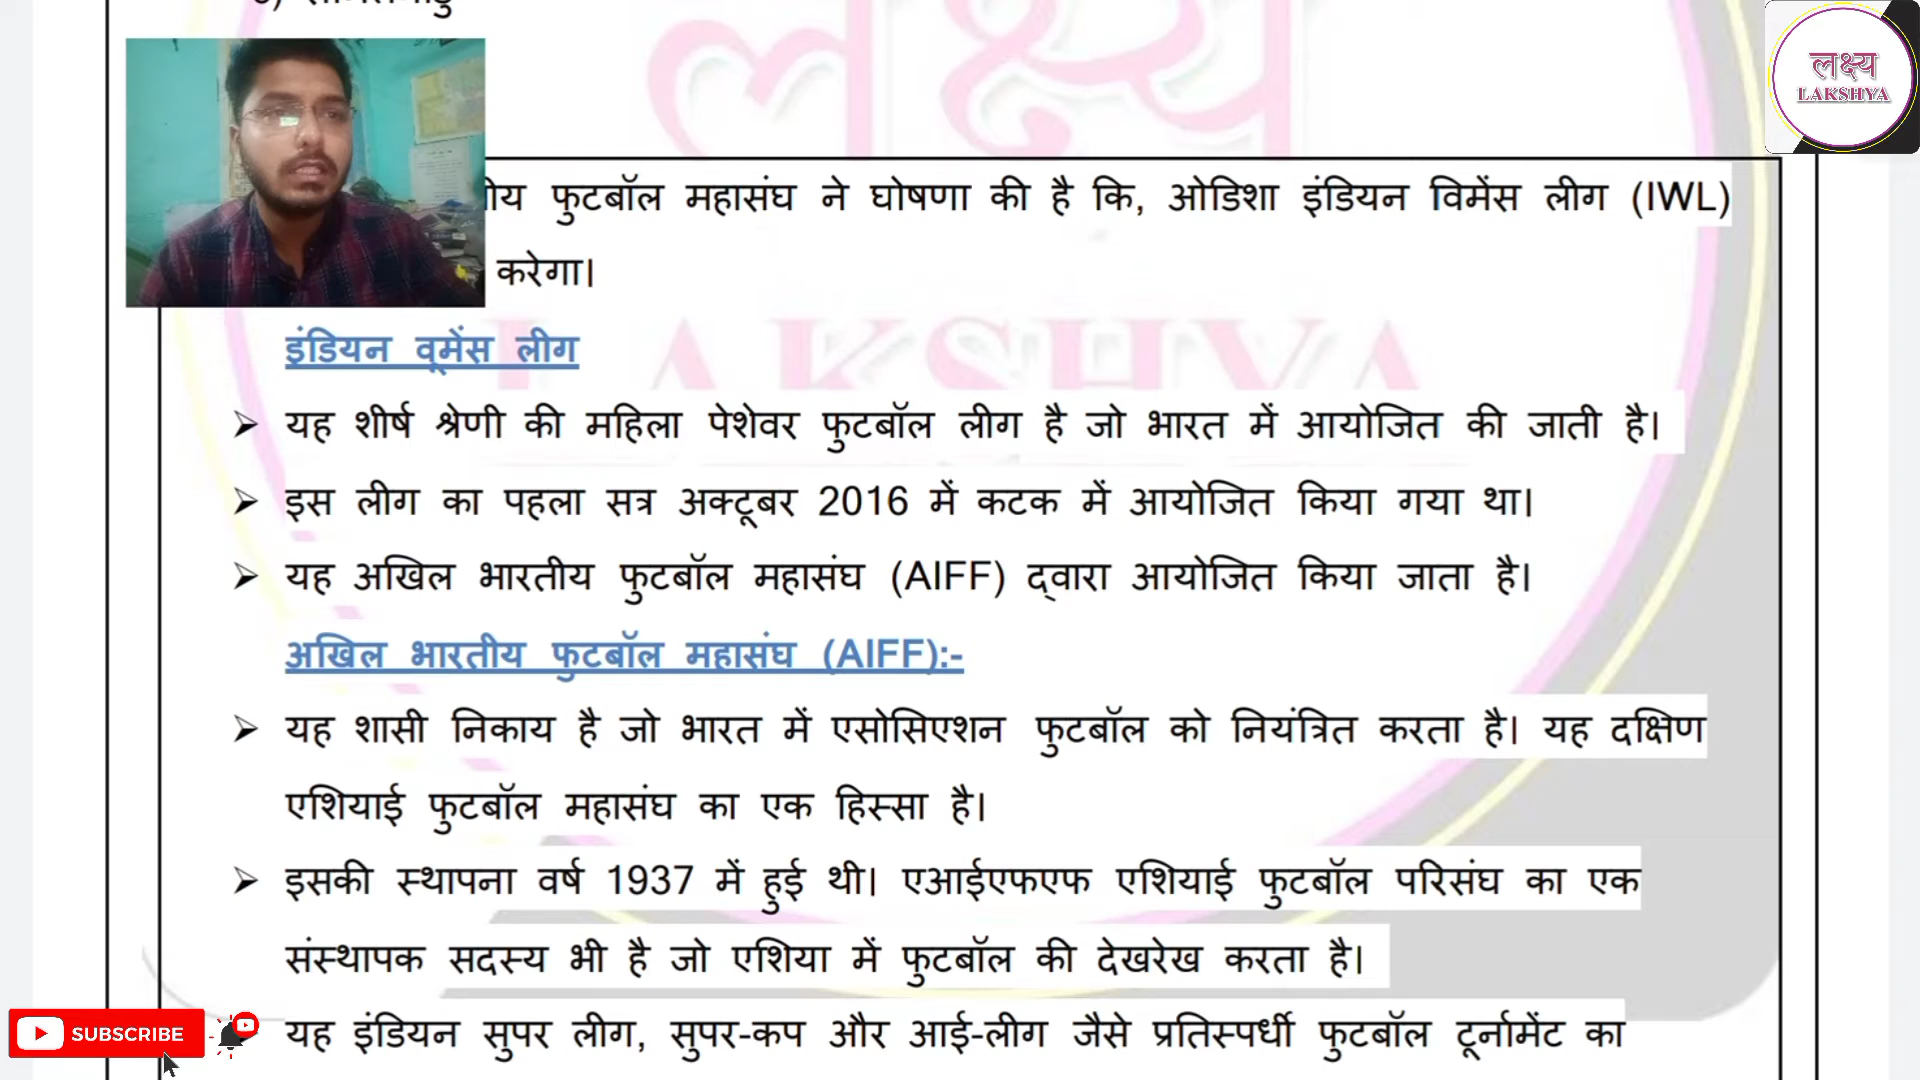 लक्ष्य
LAKSHYA
फुटबॉल महासंघ ने घोषणा की है कि, ओडिशा इंडियन विमेंस लीग (IWL)
करेगा।
LAKSHYA
इंडियन वूमेंस लीग
➢ यह शीर्ष श्रेणी की महिला पेशेवर फुटबॉल लीग है जो भारत में आयोजित की जाती है।
➢ इस लीग का पहला सत्र अक्टूबर 2016 में कटक में आयोजित किया गया था।
➢ यह अखिल भारतीय फुटबॉल महासंघ (AIFF) द्वारा आयोजित किया जाता है।
अखिल भारतीय फुटबॉल महासंघ (AIFF):-
➢ यह शासी निकाय है जो भारत में एसोसिएशन फुटबॉल को नियंत्रित करता है। यह दक्षिण
एशियाई फुटबॉल महासंघ का एक हिस्सा है।
➢ इसकी स्थापना वर्ष 1937 में हुई थी। एआईएफएफ एशियाई फुटबॉल परिसंघ का एक
संस्थापक सदस्य भी है जो एशिया में फुटबॉल की देखरेख करता है।
यह इंडियन सुपर लीग, सुपर-कप और आई-लीग जैसे प्रतिस्पर्धी फुटबॉल टूर्नामेंट का
SUBSCRIBE